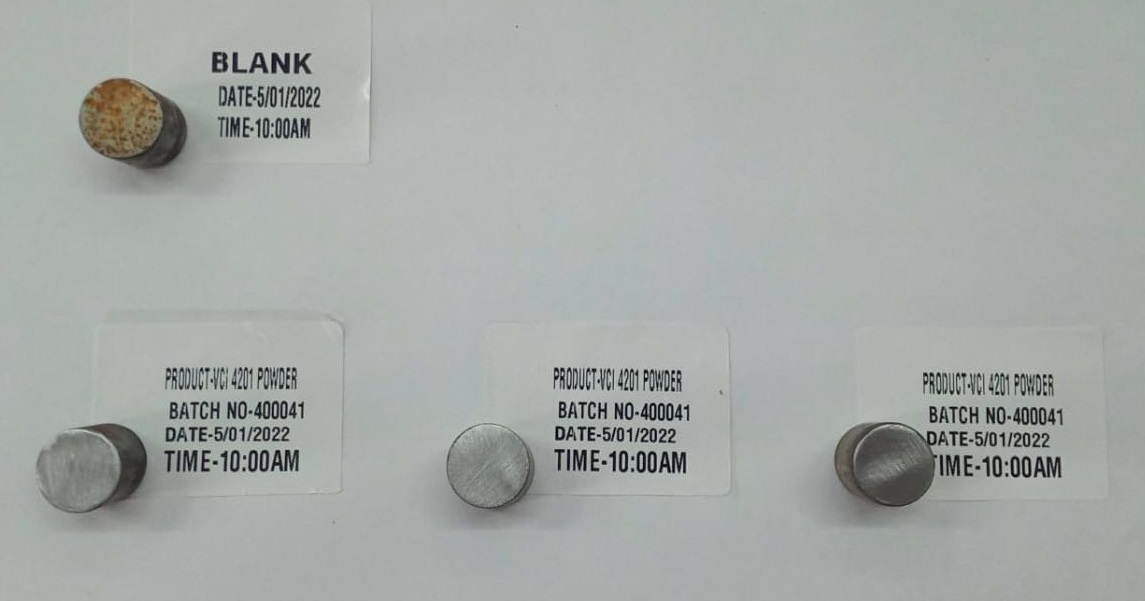 BLANK
DATE-5/01/2022
TIME-10:00AM
PRODUCT-VCI 4201 POWDER
BATCH NO-400041
DATE-5/01/2022
TIME-10:00AM
PRODUCT-VCI 4201 POWDER
BATCH NO-400041
DATE-5/01/2022
TIME-10:00AM
PRODUCT-VCI 4201 POWDER
BATCH NO-400041
DATE-5/01/2022
TIME-10:00AM